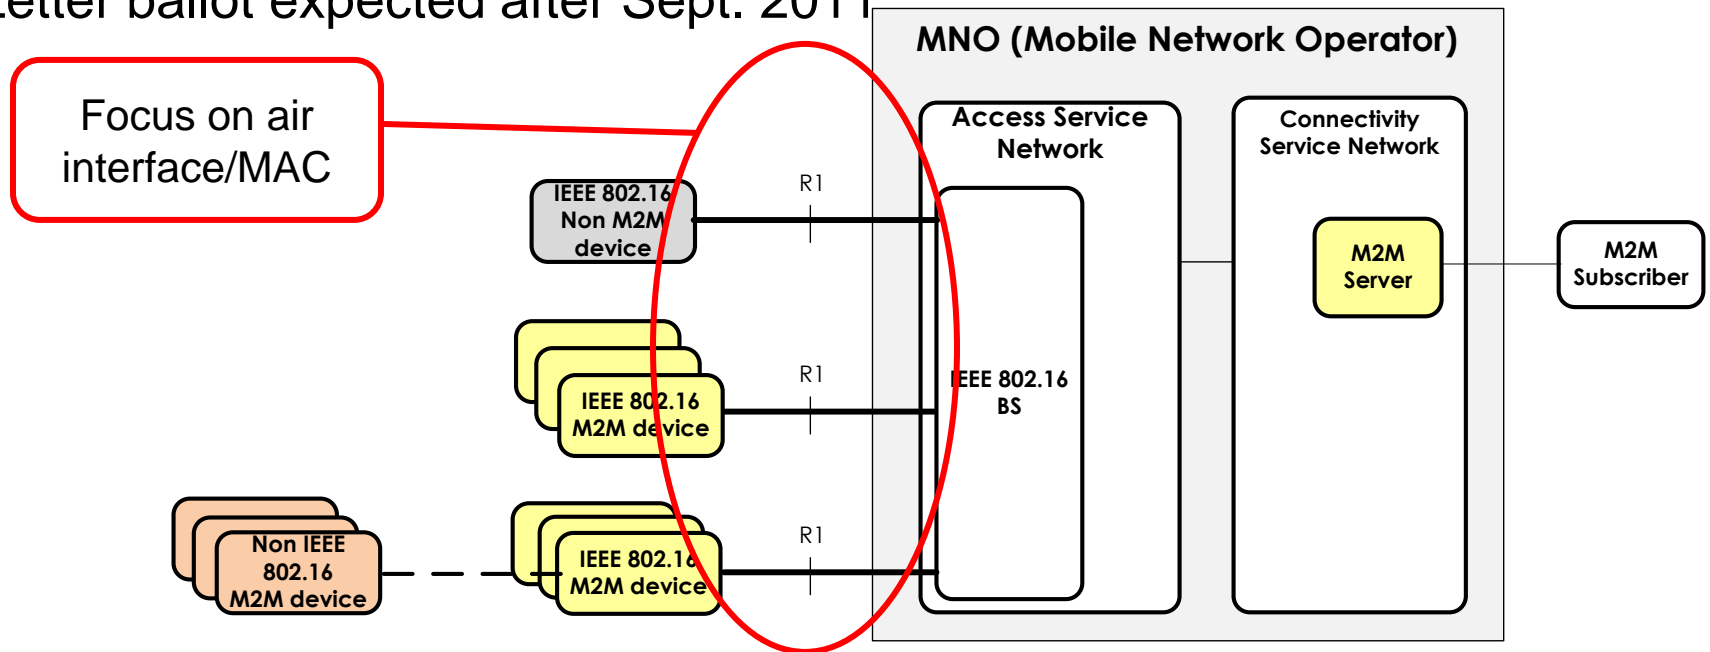 Letter ballot expected after Sept. 2011
MNO (Mobile Network Operator)
Focus on air
interface/MAC
Access Service
Network
Connectivity
Service Network
IEEE 802.16
Non M2M
device
R1
M2M
Server
M2M
Subscriber
IEEE 802.16
M2M device
R1
IEEE 802.16
BS
Non IEEE
802.16
M2M device
IEEE 802.16
M2M device
R1